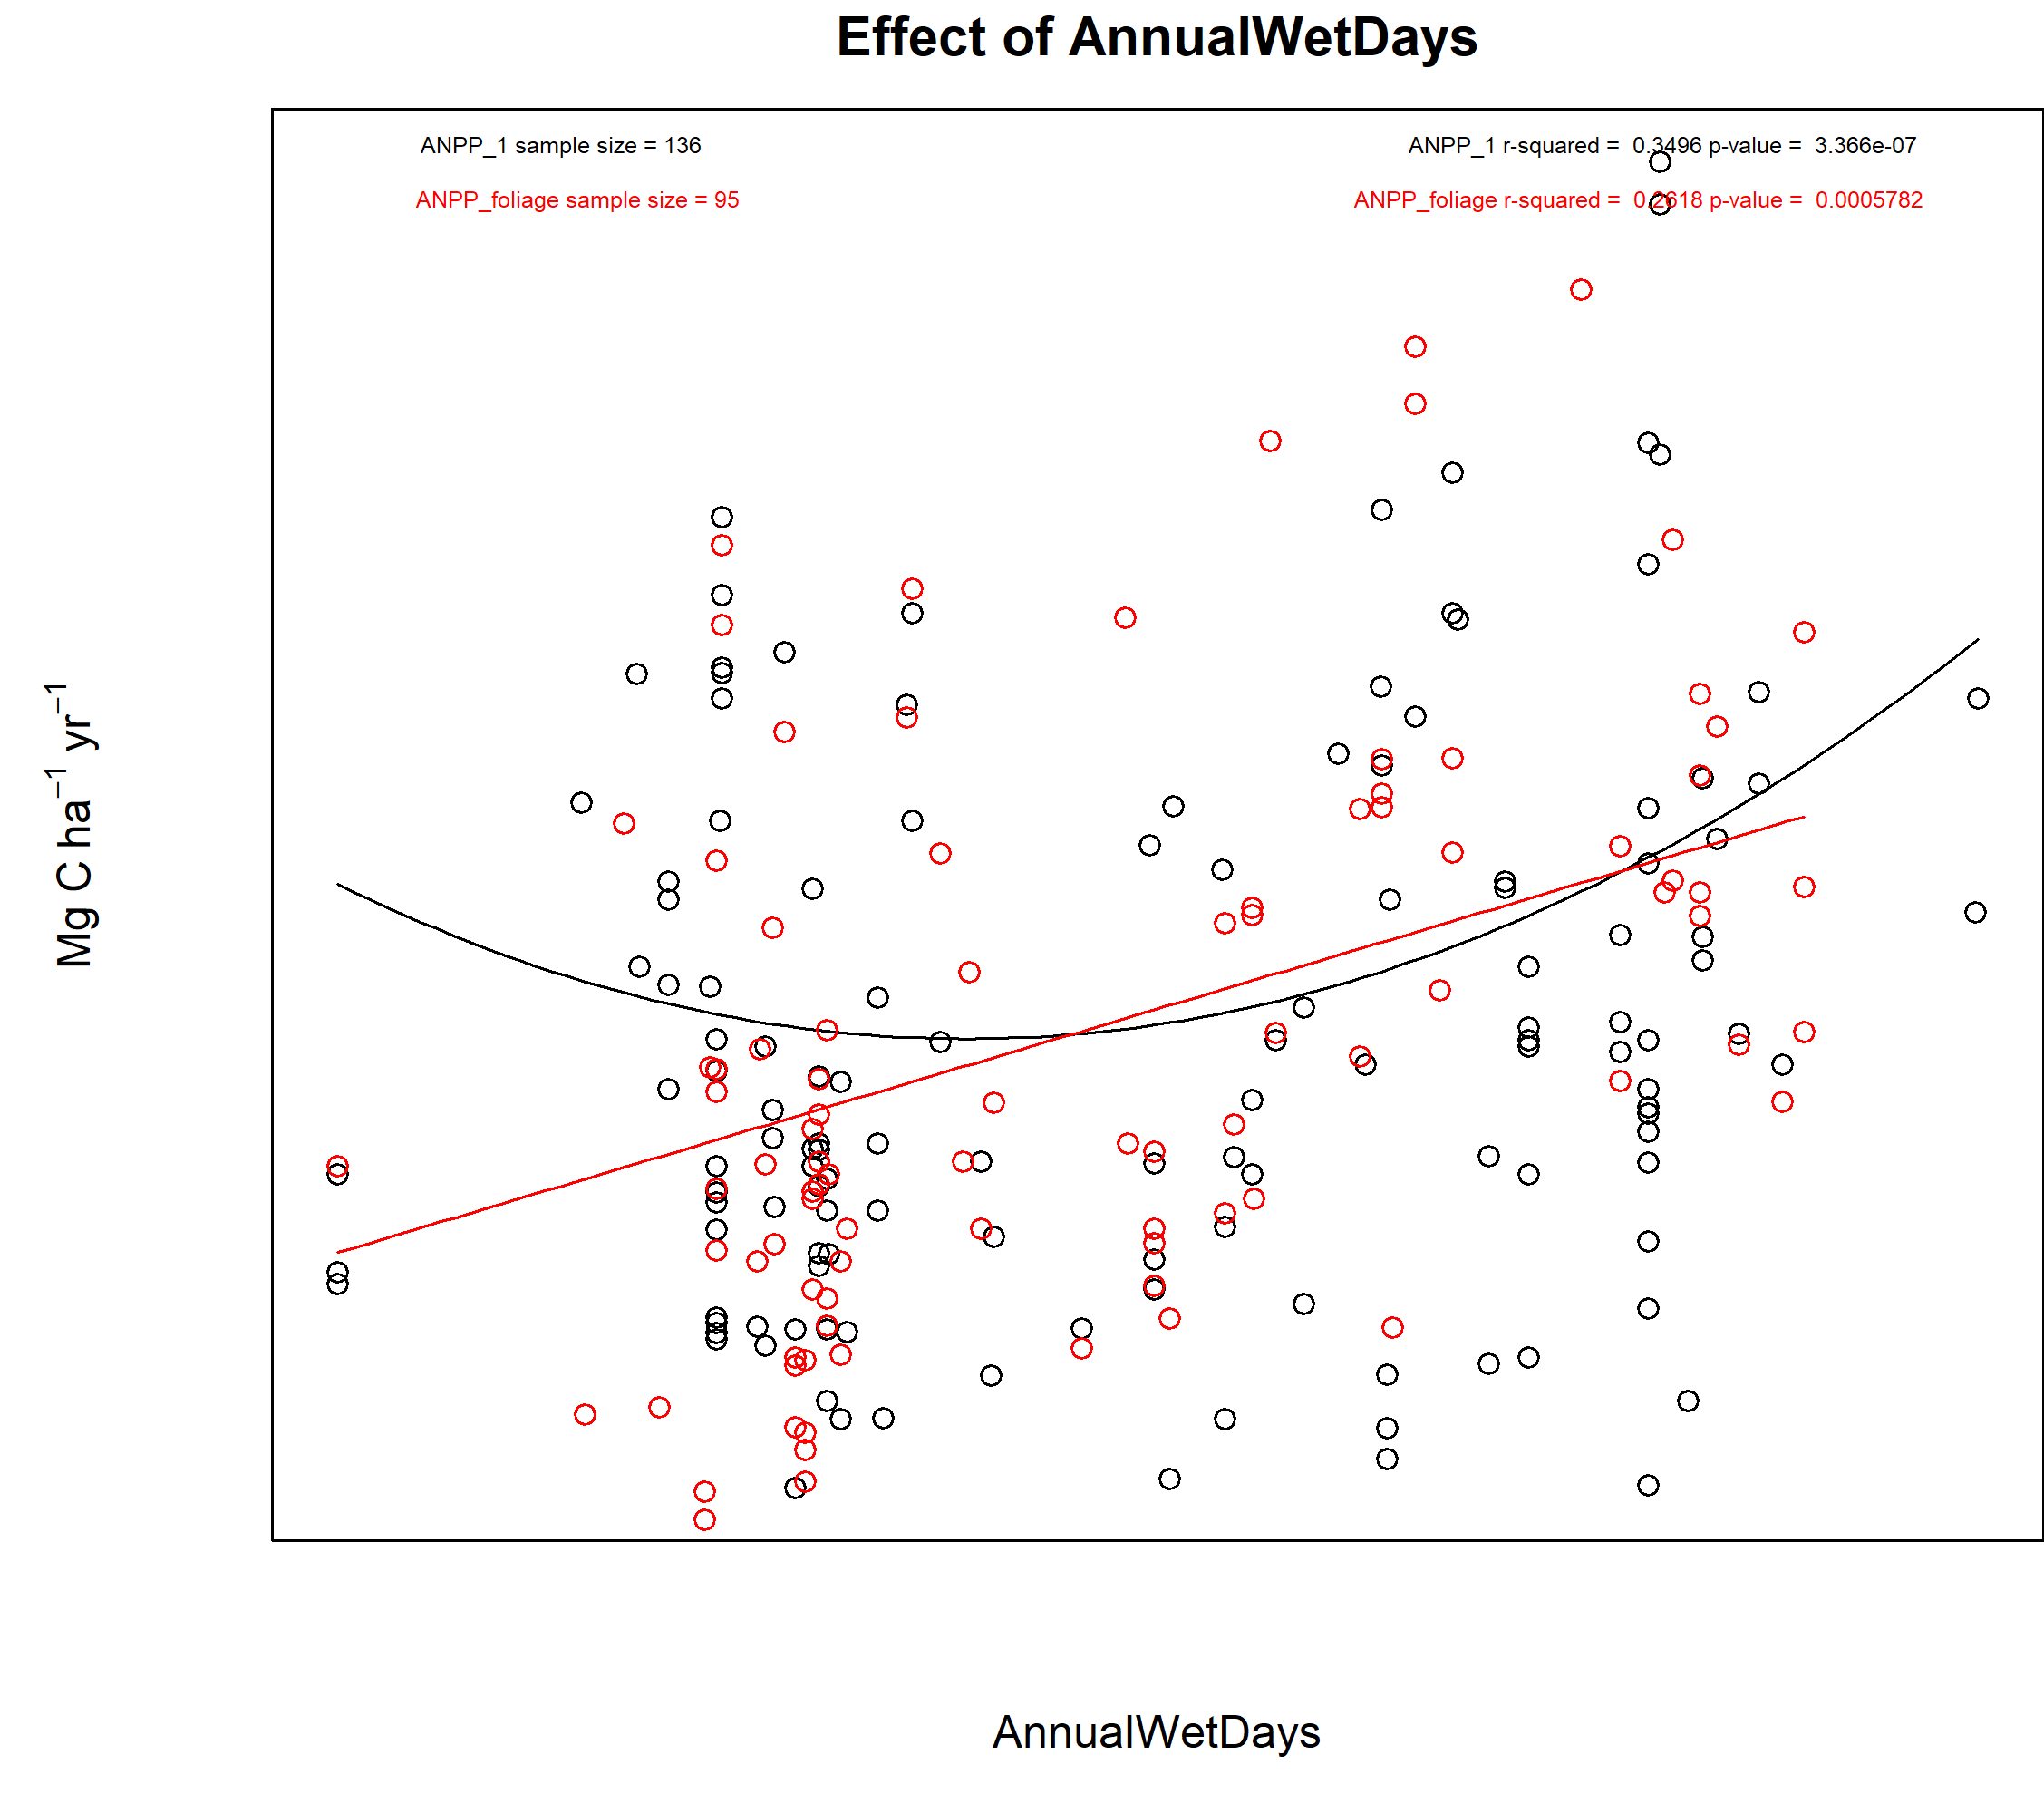 Effect of AnnualWetDays
ANPP_1 sample size = 136
ANPP_1 r-squared = 0.3496 p-value = 3.366e-07
ANPP_foliage sample size = 95
ANPP_foliage r-squared = 0.2618 p-value = 0.0005782
Mg C ha⁻¹ yr⁻¹
AnnualWetDays